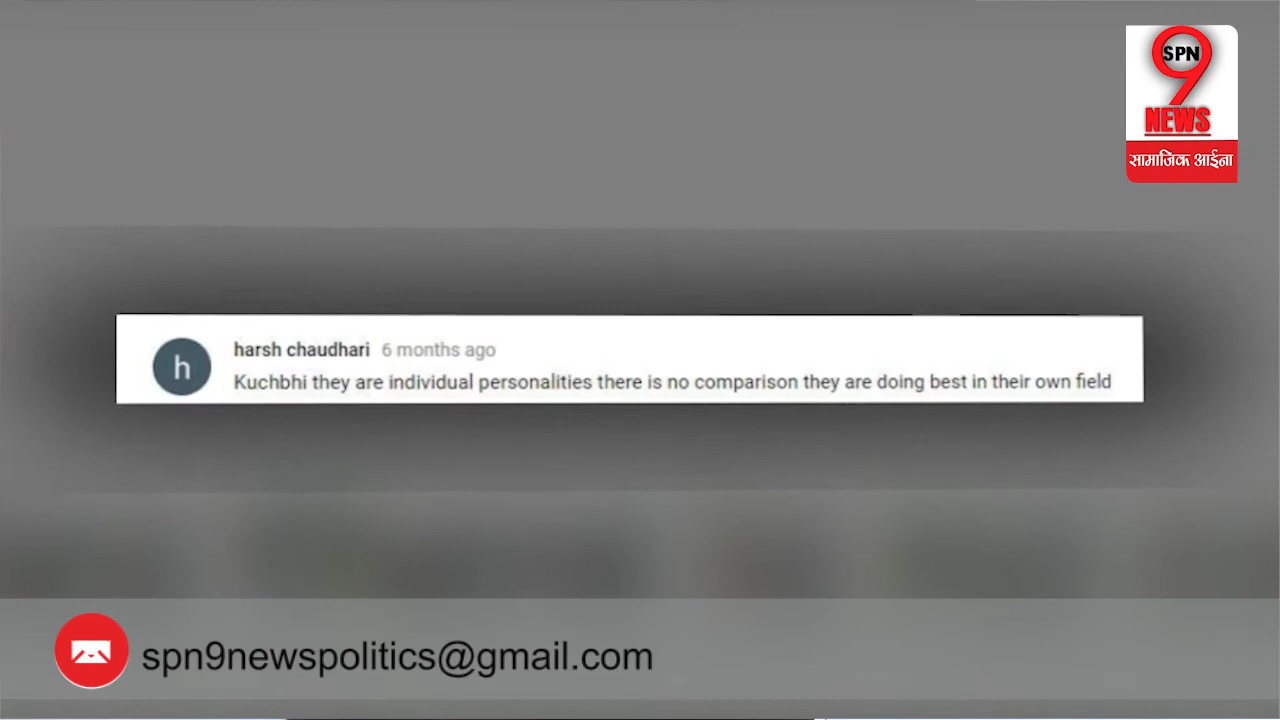 SPN
9
NEWS
सामाजिक आईना
h
harsh chaudhari 6 months ago
Kuchbhi they are individual personalities there is no comparison they are doing best in their own field
spn9newspolitics@gmail.com